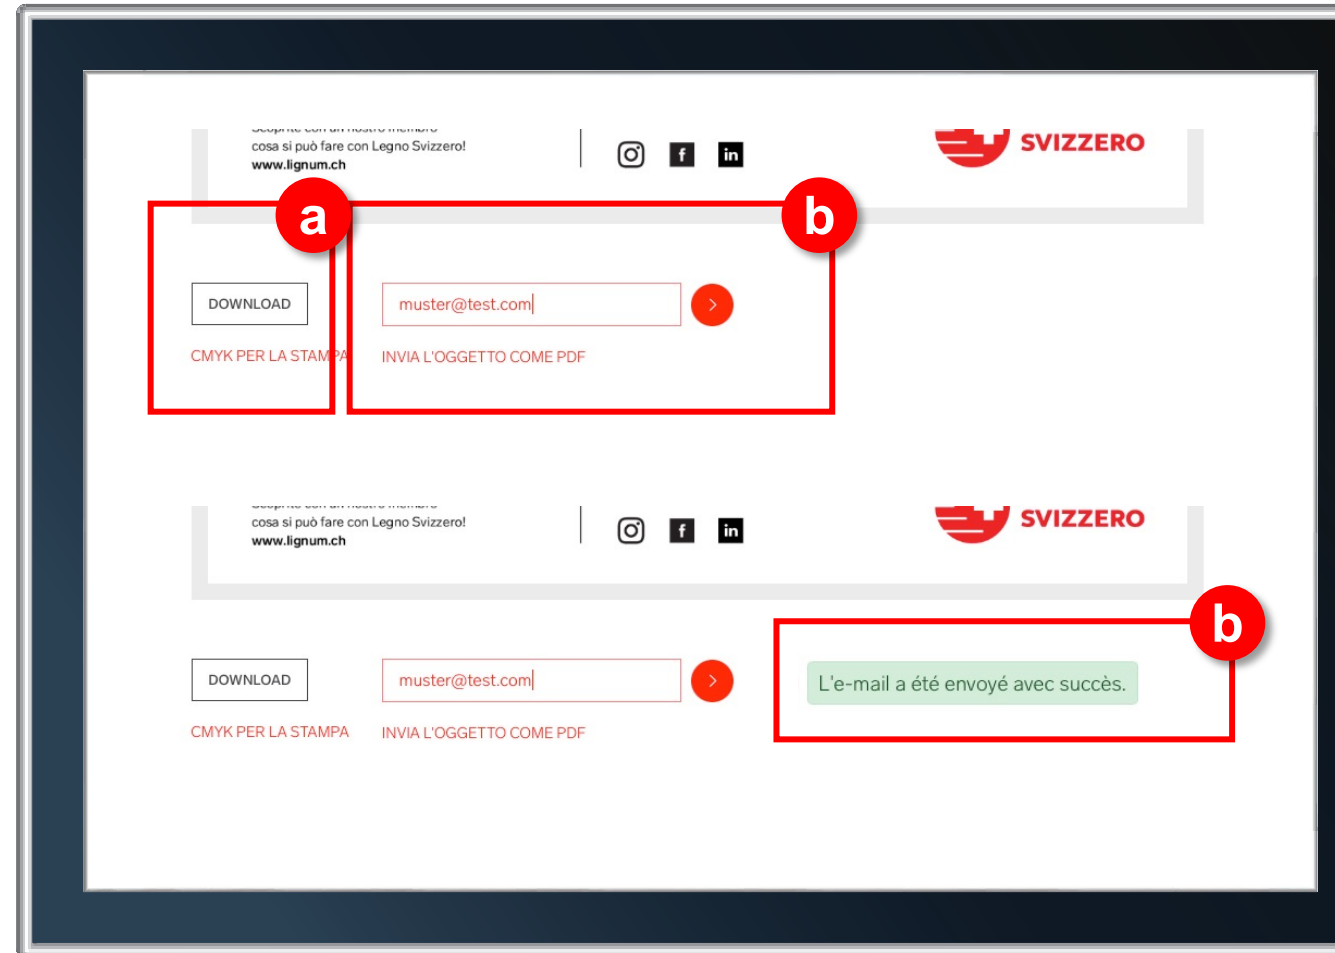 cosa si può fare con Legno Svizzero!
www.lignum.ch
f
in
SVIZZERO
a
b
DOWNLOAD
muster@test.com
CMYK PER LA STAMPA
INVIA L'OGGETTO COME PDF
cosa si può fare con Legno Svizzero!
www.lignum.ch
f
in
SVIZZERO
b
DOWNLOAD
muster@test.com
L'e-mail a été envoyé avec succès.
CMYK PER LA STAMPA
INVIA L'OGGETTO COME PDF